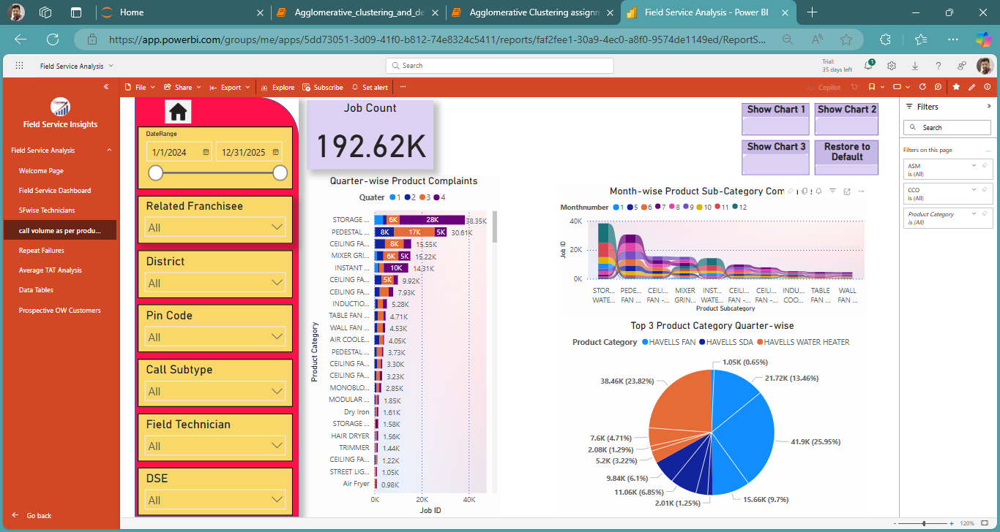 Home
Agglomerative_clustering_and_de
Agglomerative Clustering assignm
Field Service Analysis - Power BI
https://app.powerbi.com/groups/me/apps/5dd73051-3d09-41f0-b812-74e8324c5411/reports/faf2fee1-30a9-4ec0-a8f0-9574de1149ed/ReportS...
Field Service Analysis
Search
Trial:
35 days left
1
File
Share
Export
Explore
Subscribe
Set alert
Copilot
Field Service Insights
Field Service Analysis
Welcome Page
Field Service Dashboard
SFwise Technicians
call volume as per produ...
Repeat Failures
Average TAT Analysis
Data Tables
Prospective OW Customers
Go back
DateRange
1/1/2024
12/31/2025
Related Franchisee
All
District
All
Pin Code
All
Call Subtype
All
Field Technician
All
DSE
All
Job Count
192.62K
Show Chart 1
Show Chart 2
Show Chart 3
Restore to
Default
Quarter-wise Product Complaints
Quater 1 2 3 4
Product Category
STORAGE ... 6K 28K 38.35K
PEDESTAL ... 8K 17K 5K 30.61K
CEILING FA... 8K 15.55K
MIXER GRI... 6K 5K 15.22K
INSTANT ... 10K 14.31K
CEILING FA... 5K 9.92K
CEILING FA... 7.93K
INDUCTIO... 5.28K
TABLE FAN ... 4.71K
WALL FAN ... 4.53K
AIR COOLE... 4.05K
PEDESTAL ... 3.73K
CEILING FA... 3.30K
CEILING FA... 3.23K
MONOBLO... 2.85K
MODULAR ... 1.85K
Dry Iron 1.61K
STORAGE ... 1.58K
HAIR DRYER 1.56K
TRIMMER 1.44K
CEILING FA... 1.22K
STREET LIG... 1.05K
Air Fryer 0.98K
0K 20K 40K
Job ID
Month-wise Product Sub-Category Com
Monthnumber 1 5 6 7 8 9 10 11 12
Job ID
40K
20K
0K
STOR... PEDE... CEILI... MIXER INST... CEILI... CEILI... INDU... TABLE WALL
WATE... FAN ... FAN -... GRIN... WATE... FAN -... FAN -... COO... FAN ... FAN ...
Product Subcategory
Top 3 Product Category Quarter-wise
Product Category HAVELLS FAN HAVELLS SDA HAVELLS WATER HEATER
1.05K (0.65%)
21.72K (13.46%)
41.9K (25.95%)
15.66K (9.7%)
2.01K (1.25%)
11.06K (6.85%)
9.84K (6.1%)
5.2K (3.22%)
2.08K (1.29%)
7.6K (4.71%)
38.46K (23.82%)
Filters
Search
Filters on this page
ASM
is (All)
CCO
is (All)
Product Category
is (All)
120%